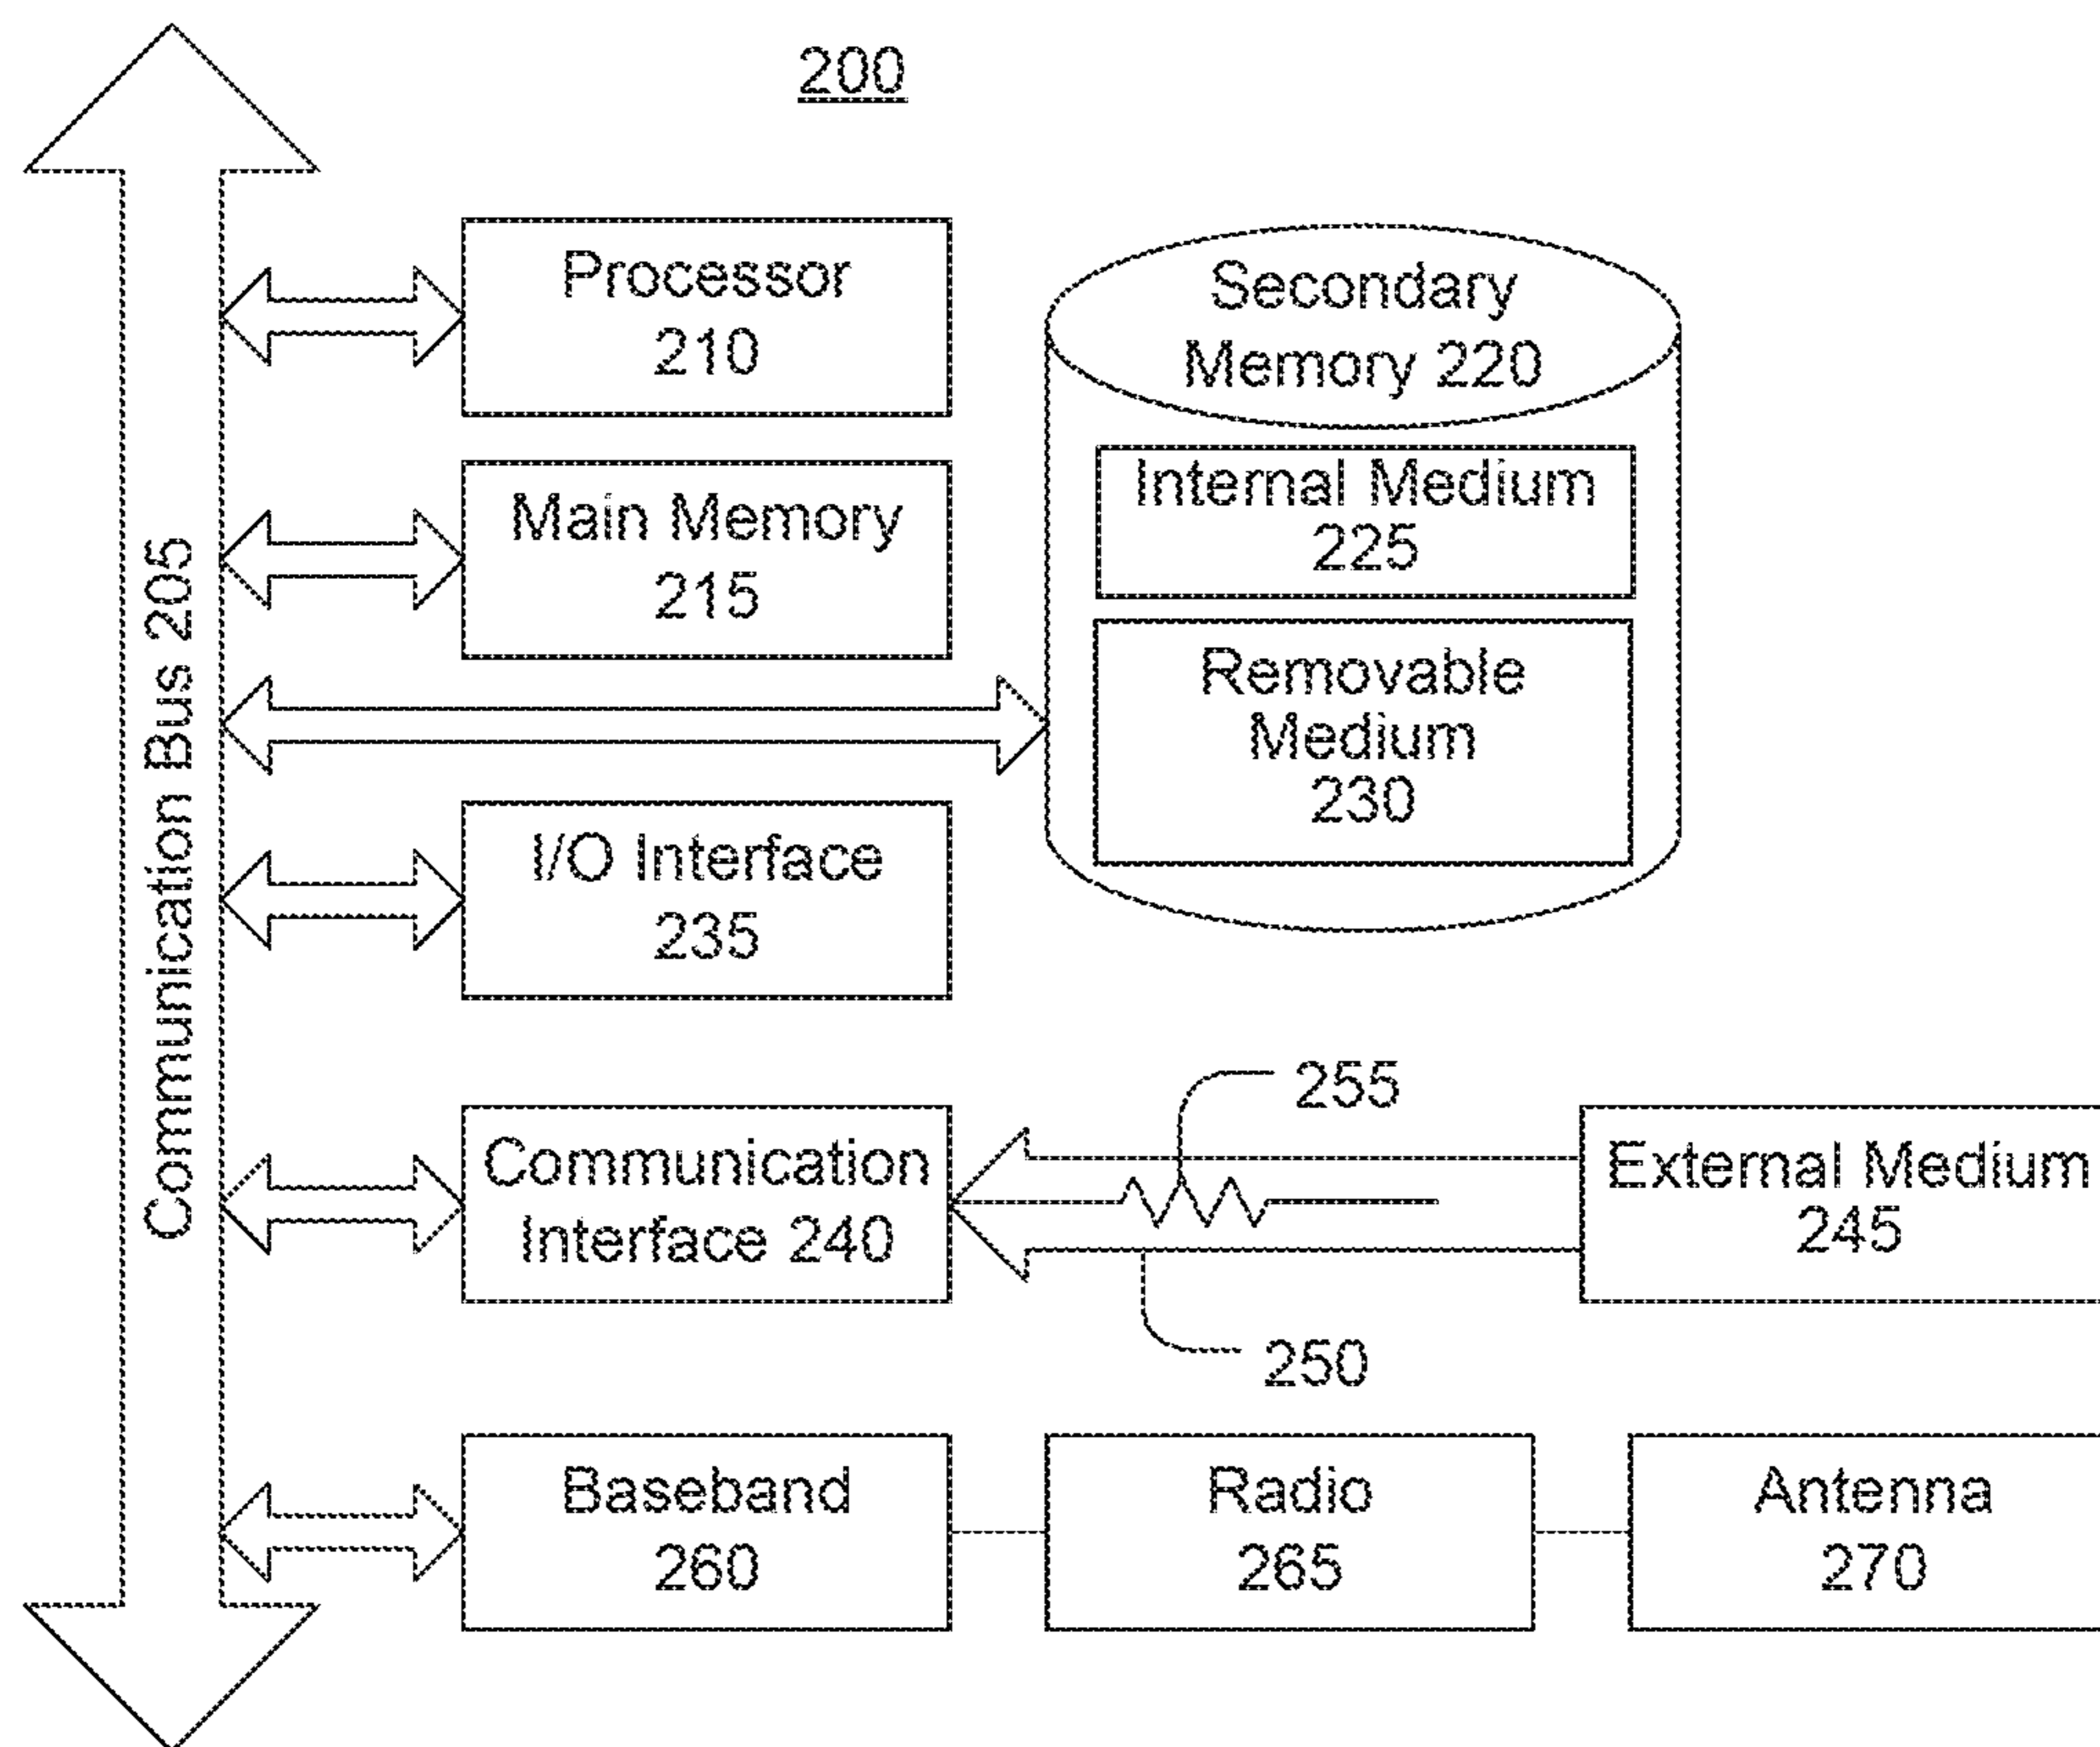 200
Communication Bus 205
Processor
210
Main Memory
215
Secondary
Memory 220
Internal Medium
225
Removable
Medium
230
I/O Interface
235
Communication
Interface 240
255
250
External Medium
245
Baseband
260
Radio
265
Antenna
270